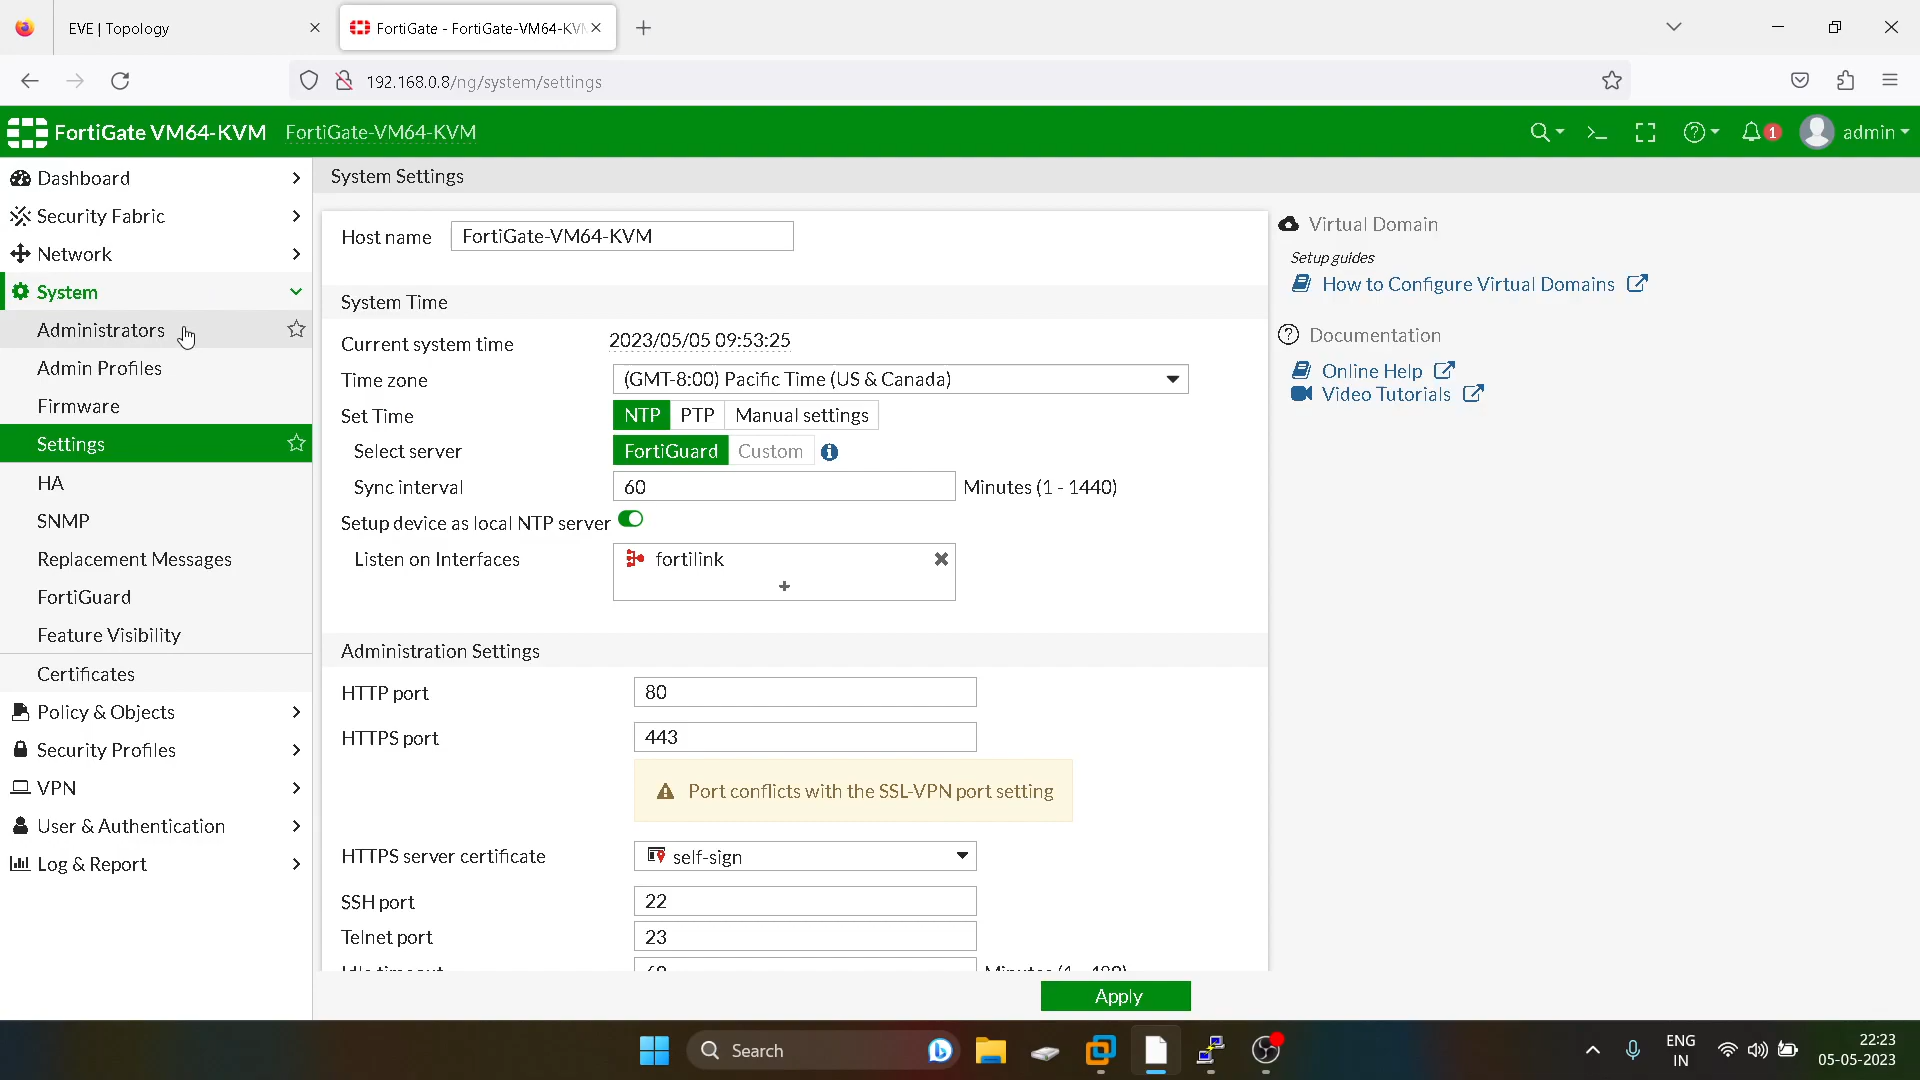 EVE | Topology
FortiGate - FortiGate-VM64-KV
192.168.0.8/ng/system/settings
FortiGate VM64-KVM FortiGate-VM64-KVM
1 admin
Dashboard
Security Fabric
Network
System
Administrators
Admin Profiles
Firmware
Settings
HA
SNMP
Replacement Messages
FortiGuard
Feature Visibility
Certificates
Policy & Objects
Security Profiles
VPN
User & Authentication
Log & Report
System Settings
Host name FortiGate-VM64-KVM
System Time
Current system time 2023/05/05 09:53:25
Time zone (GMT-8:00) Pacific Time (US & Canada)
Set Time NTP PTP Manual settings
Select server FortiGuard Custom
Sync interval 60 Minutes (1 - 1440)
Setup device as local NTP server
Listen on Interfaces fortilink
+
Administration Settings
HTTP port 80
HTTPS port 443
Port conflicts with the SSL-VPN port setting
HTTPS server certificate self-sign
SSH port 22
Telnet port 23
Apply
Virtual Domain
Setup guides
How to Configure Virtual Domains
Documentation
Online Help
Video Tutorials
Search
ENG
IN
22:23
05-05-2023